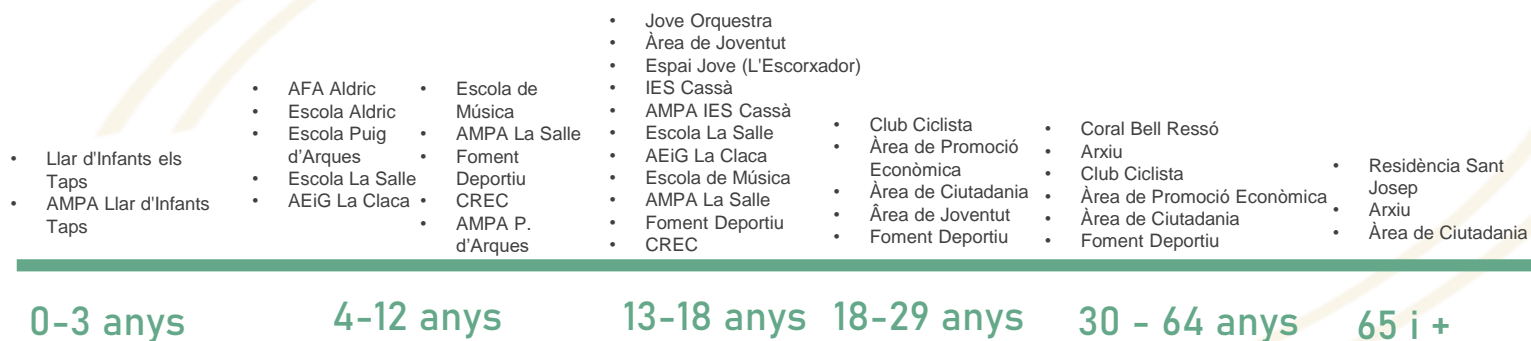 • Llar d'Infants els
Taps
• AMPA Llar d'Infants
Taps
• AFA Aldric
• Escola Aldric
• Escola Puig
d’Arques
• Escola La Salle
• AEiG La Claca
• Escola de
Música
• AMPA La Salle
• Foment
Deportiu
• CREC
• AMPA P.
d’Arques
• Jove Orquestra
• Àrea de Joventut
• Espai Jove (L'Escorxador)
• IES Cassà
• AMPA IES Cassà
• Escola La Salle
• AEiG La Claca
• Escola de Música
• AMPA La Salle
• Foment Deportiu
• CREC
• Club Ciclista
• Àrea de Promoció
Econòmica
• Àrea de Ciutadania
• Ârea de Joventut
• Foment Deportiu
• Coral Bell Ressó
• Arxiu
• Club Ciclista
• Àrea de Promoció Econòmica
• Àrea de Ciutadania
• Foment Deportiu
• Residència Sant
Josep
• Arxiu
• Àrea de Ciutadania
0-3 anys
4-12 anys
13-18 anys
18-29 anys
30 - 64 anys
65 i +